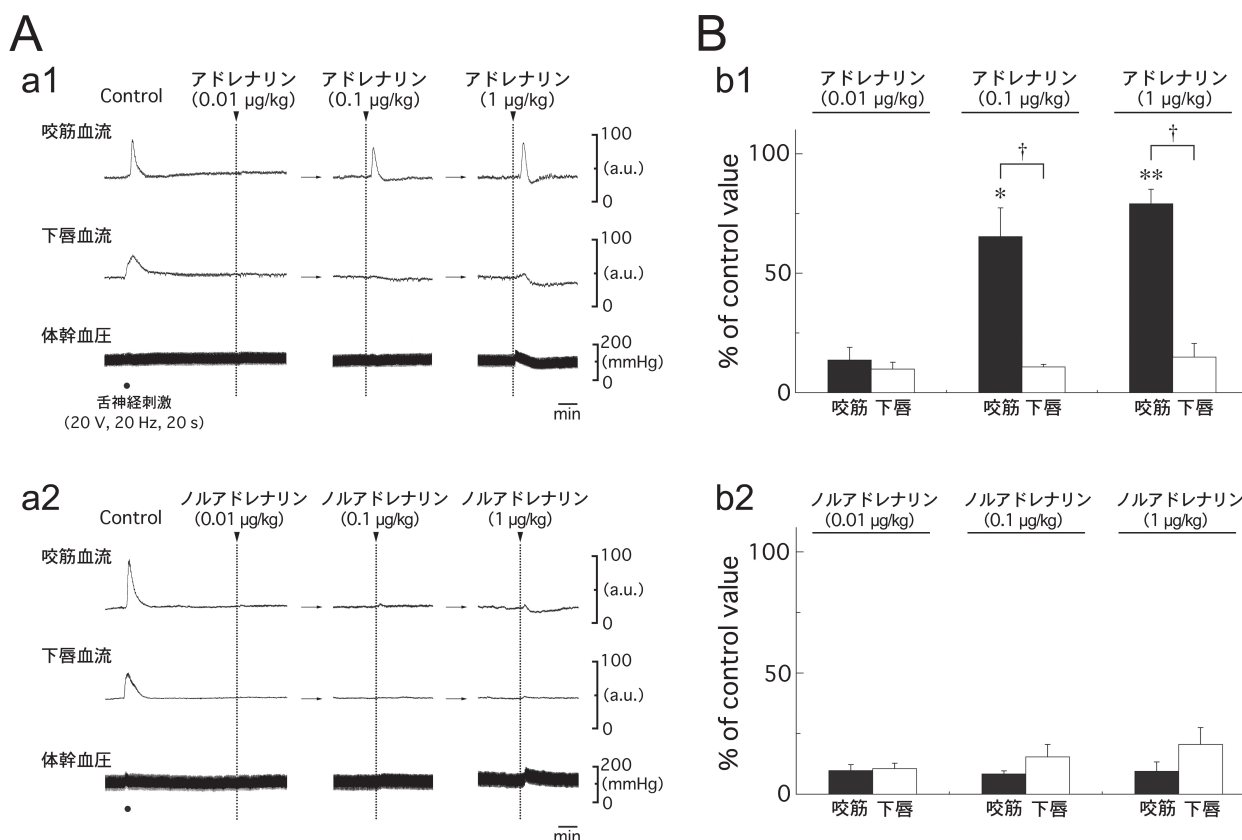 A
a1
Control
アドレナリン
(0.01 µg/kg)
アドレナリン
(0.1 µg/kg)
アドレナリン
(1 µg/kg)
咬筋血流
100
(a.u.)
0
下唇血流
100
(a.u.)
0
体幹血圧
200
(mmHg)
0
舌神経刺激
(20 V, 20 Hz, 20 s)
min
a2
Control
ノルアドレナリン
(0.01 µg/kg)
ノルアドレナリン
(0.1 µg/kg)
ノルアドレナリン
(1 µg/kg)
咬筋血流
100
(a.u.)
0
下唇血流
100
(a.u.)
0
体幹血圧
200
(mmHg)
0
min
B
b1
アドレナリン
(0.01 µg/kg)
アドレナリン
(0.1 µg/kg)
アドレナリン
(1 µg/kg)
% of control value
100
50
0
*
†
**
†
咬筋 下唇
咬筋 下唇
咬筋 下唇
b2
ノルアドレナリン
(0.01 µg/kg)
ノルアドレナリン
(0.1 µg/kg)
ノルアドレナリン
(1 µg/kg)
% of control value
100
50
0
咬筋 下唇
咬筋 下唇
咬筋 下唇